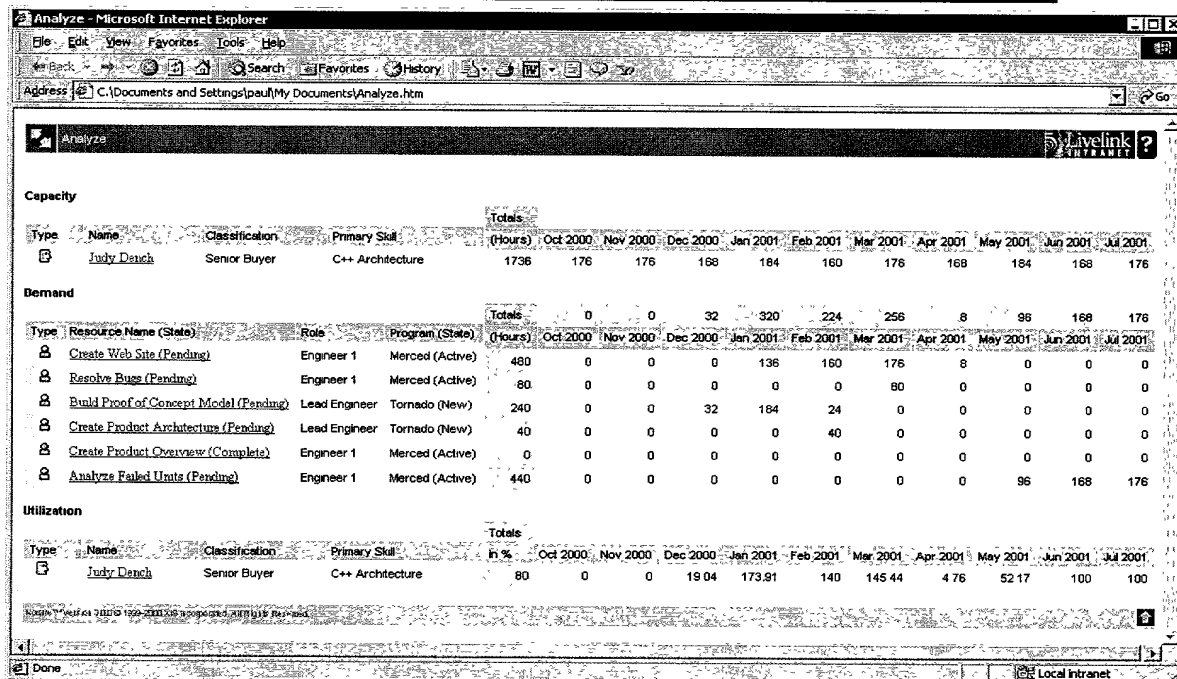 Analyze - Microsoft Internet Explorer
File Edit View Favorites Tools Help
Back Search Favorites History
Address C:\Documents and Settings\paul\My Documents\Analyze.htm Go
Analyze Livelink INTRANET ?
Capacity
Totals
Type Name Classification Primary Skill (Hours) Oct 2000 Nov 2000 Dec 2000 Jan 2001 Feb 2001 Mar 2001 Apr 2001 May 2001 Jun 2001 Jul 2001
Judy Dench Senior Buyer C++ Architecture 1736 176 176 168 184 160 176 168 184 168 176
Demand
Totals 0 0 32 320 224 256 8 96 168 176
Type Resource Name (State) Role Program (State) (Hours) Oct 2000 Nov 2000 Dec 2000 Jan 2001 Feb 2001 Mar 2001 Apr 2001 May 2001 Jun 2001 Jul 2001
Create Web Site (Pending) Engineer 1 Merced (Active) 480 0 0 0 136 160 176 8 0 0 0
Resolve Bugs (Pending) Engineer 1 Merced (Active) 80 0 0 0 0 0 80 0 0 0 0
Build Proof of Concept Model (Pending) Lead Engineer Tornado (New) 240 0 0 32 184 24 0 0 0 0 0
Create Product Architecture (Pending) Lead Engineer Tornado (New) 40 0 0 0 0 40 0 0 0 0 0
Create Product Overview (Complete) Engineer 1 Merced (Active) 0 0 0 0 0 0 0 0 0 0 0
Analyze Failed Units (Pending) Engineer 1 Merced (Active) 440 0 0 0 0 0 0 0 96 168 176
Utilization
Totals
Type Name Classification Primary Skill in % Oct 2000 Nov 2000 Dec 2000 Jan 2001 Feb 2001 Mar 2001 Apr 2001 May 2001 Jun 2001 Jul 2001
Judy Dench Senior Buyer C++ Architecture 80 0 0 19 04 173.91 140 145 44 4 76 52 17 100 100
Done Local intranet